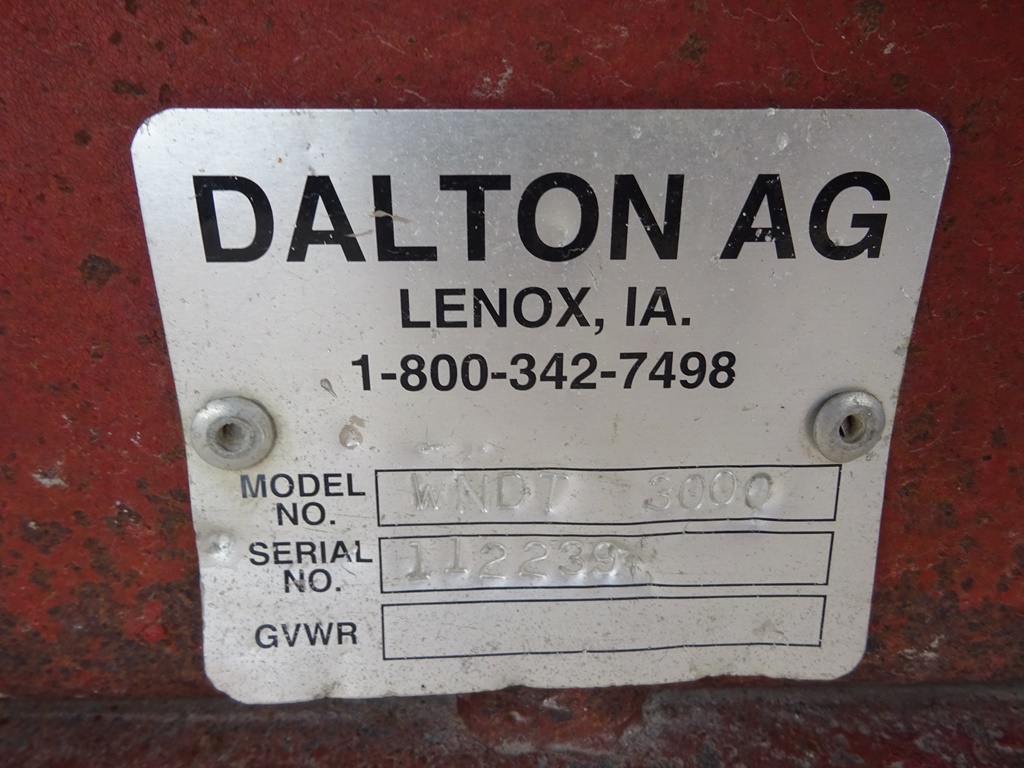 DALTON AG
LENOX, IA.
1-800-342-7498
MODEL NO. WNDT 3000
SERIAL NO. 112239
GVWR